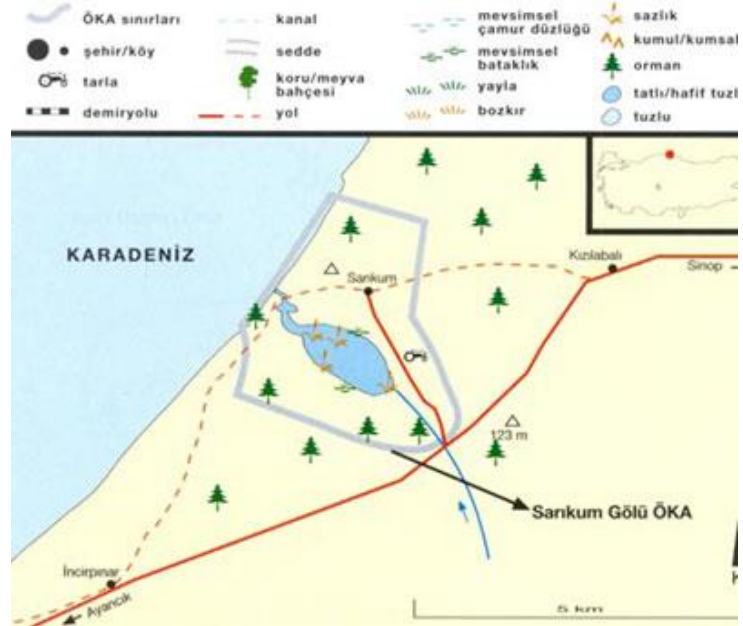 ÖKA sınırları
şehir/köy
tarla
demiryolu
kanal
sedde
koru/meyva
bahçesi
yol
mevsimsel
çamur düzlüğü
mevsimsel
bataklık
yayla
bozkır
sazlık
kumul/kumsal
orman
tatlı/hafif tuzl
tuzlu
KARADENİZ
Kızılabalı
Sinop
Sarıkum
123 m
Sarıkum Gölü ÖKA
İncirpınar
Ayancık
5 km
K